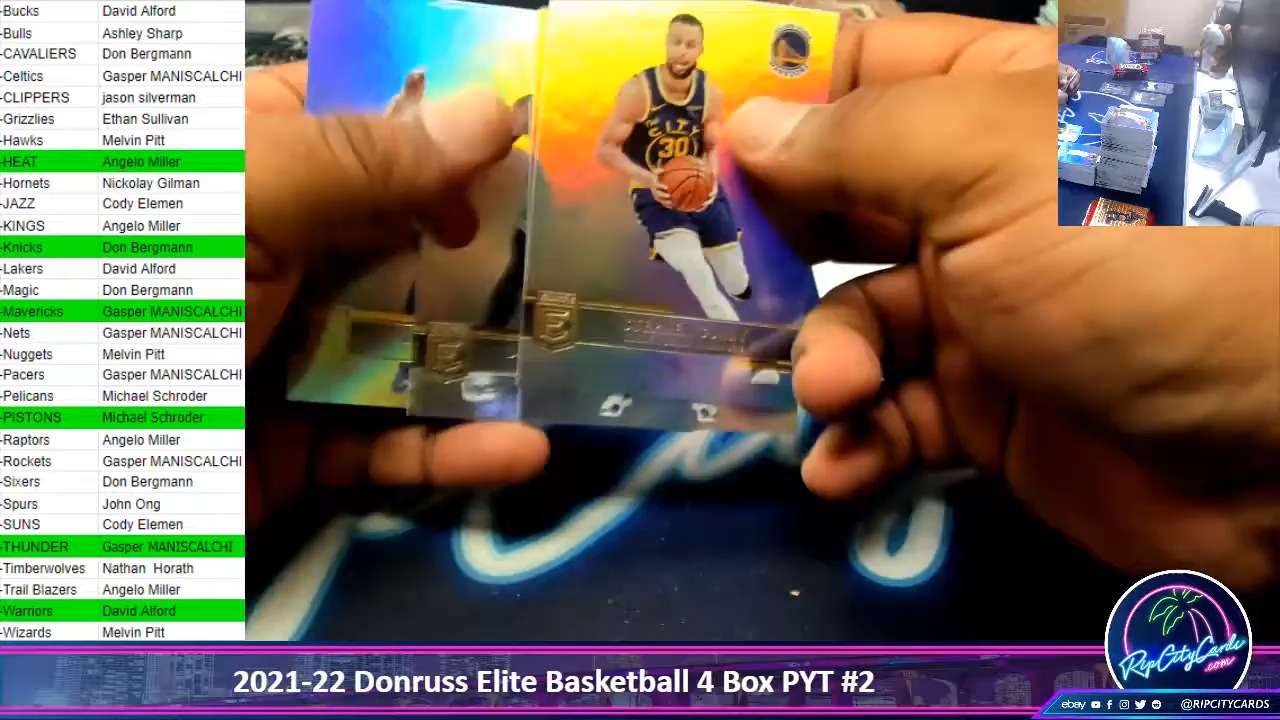 -Bucks David Alford
-Bulls Ashley Sharp
-CAVALIERS Don Bergmann
-Celtics Gasper MANISCALCHI
-CLIPPERS jason silverman
-Grizzlies Ethan Sullivan
-Hawks Melvin Pitt
-HEAT Angelo Miller
-Hornets Nickolay Gilman
-JAZZ Cody Elemen
-KINGS Angelo Miller
-Knicks Don Bergmann
-Lakers David Alford
-Magic Don Bergmann
-Mavericks Gasper MANISCALCHI
-Nets Gasper MANISCALCHI
-Nuggets Melvin Pitt
-Pacers Gasper MANISCALCHI
-Pelicans Michael Schroder
-PISTONS Michael Schroder
-Raptors Angelo Miller
-Rockets Gasper MANISCALCHI
-Sixers Don Bergmann
-Spurs John Ong
-SUNS Cody Elemen
-THUNDER Gasper MANISCALCHI
-Timberwolves Nathan Horath
-Trail Blazers Angelo Miller
-Warriors David Alford
-Wizards Melvin Pitt
THE CITY
30
2021-22 Donruss Elite Basketball 4 Box PYT #2
RipCityCards
.com
ebay @RIPCITYCARDS